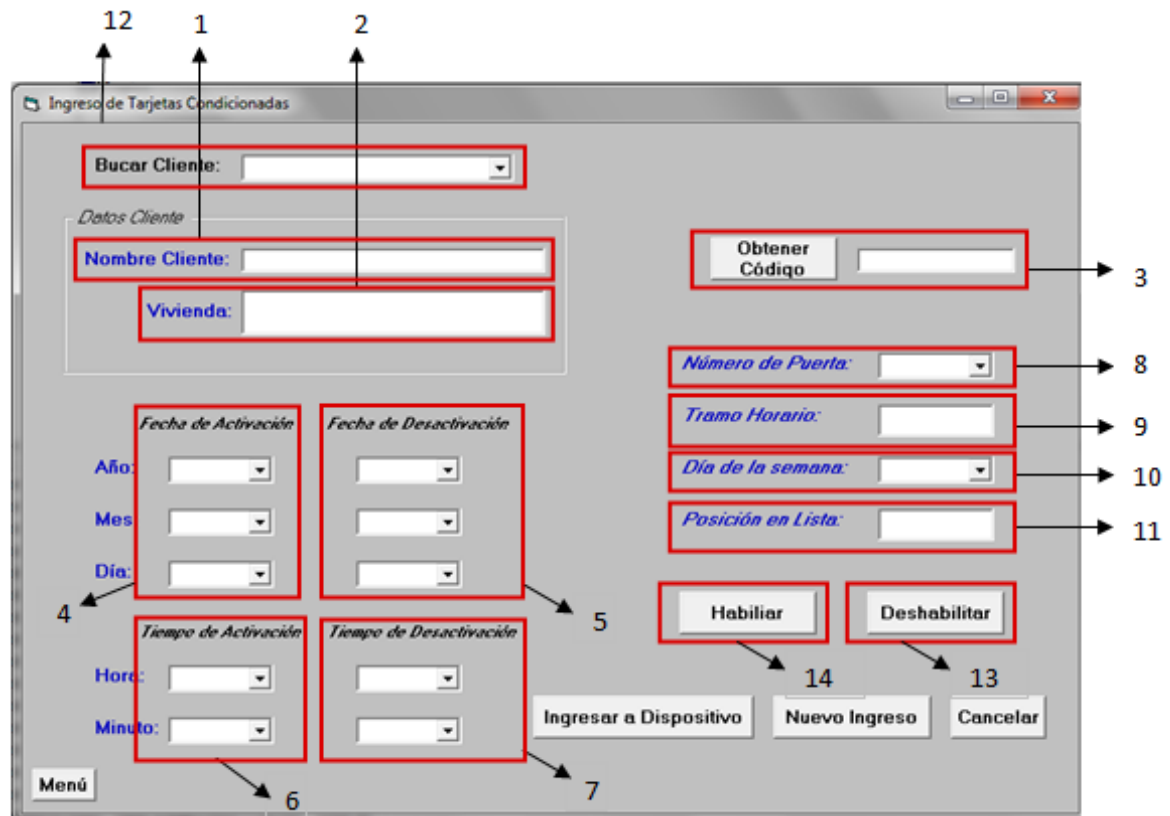 12
1
2
Ingreso de Tarjetas Condicionadas
Bucar Cliente:
Datos Cliente
Nombre Cliente:
Vivienda:
Obtener
Código
3
Número de Puerta:
8
Tramo Horario:
9
Día de la semana:
10
Posición en Lista:
11
Fecha de Activación
Fecha de Desactivación
Año:
Mes
Día:
4
5
Tiempo de Activación
Tiempo de Desactivación
Hora:
Minuto:
6
7
Habiliar
Deshabilitar
14
13
Ingresar a Dispositivo
Nuevo Ingreso
Cancelar
Menú